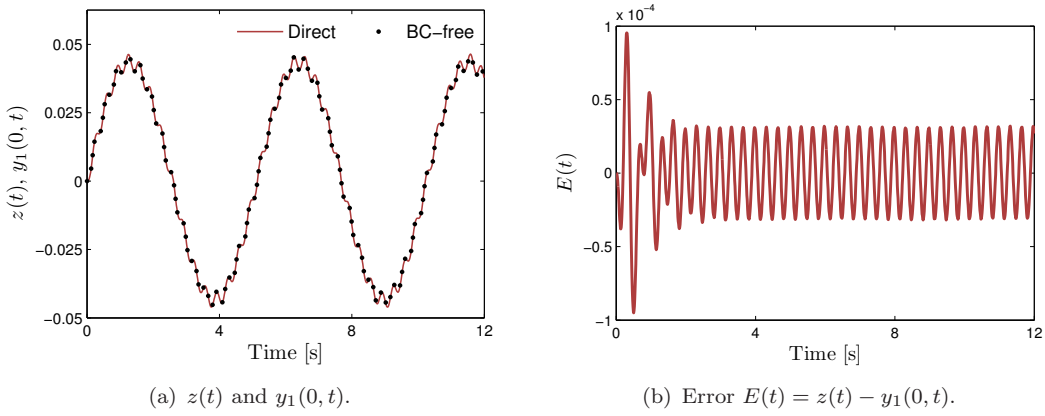 Direct
BC−free
0.05
0.025
0
−0.025
−0.05
z(t), y₁(0, t)
0
4
8
12
Time [s]
(a) z(t) and y₁(0, t).
x 10⁻⁴
1
0.5
0
−0.5
−1
E(t)
0
4
8
12
Time [s]
(b) Error E(t) = z(t) − y₁(0, t).